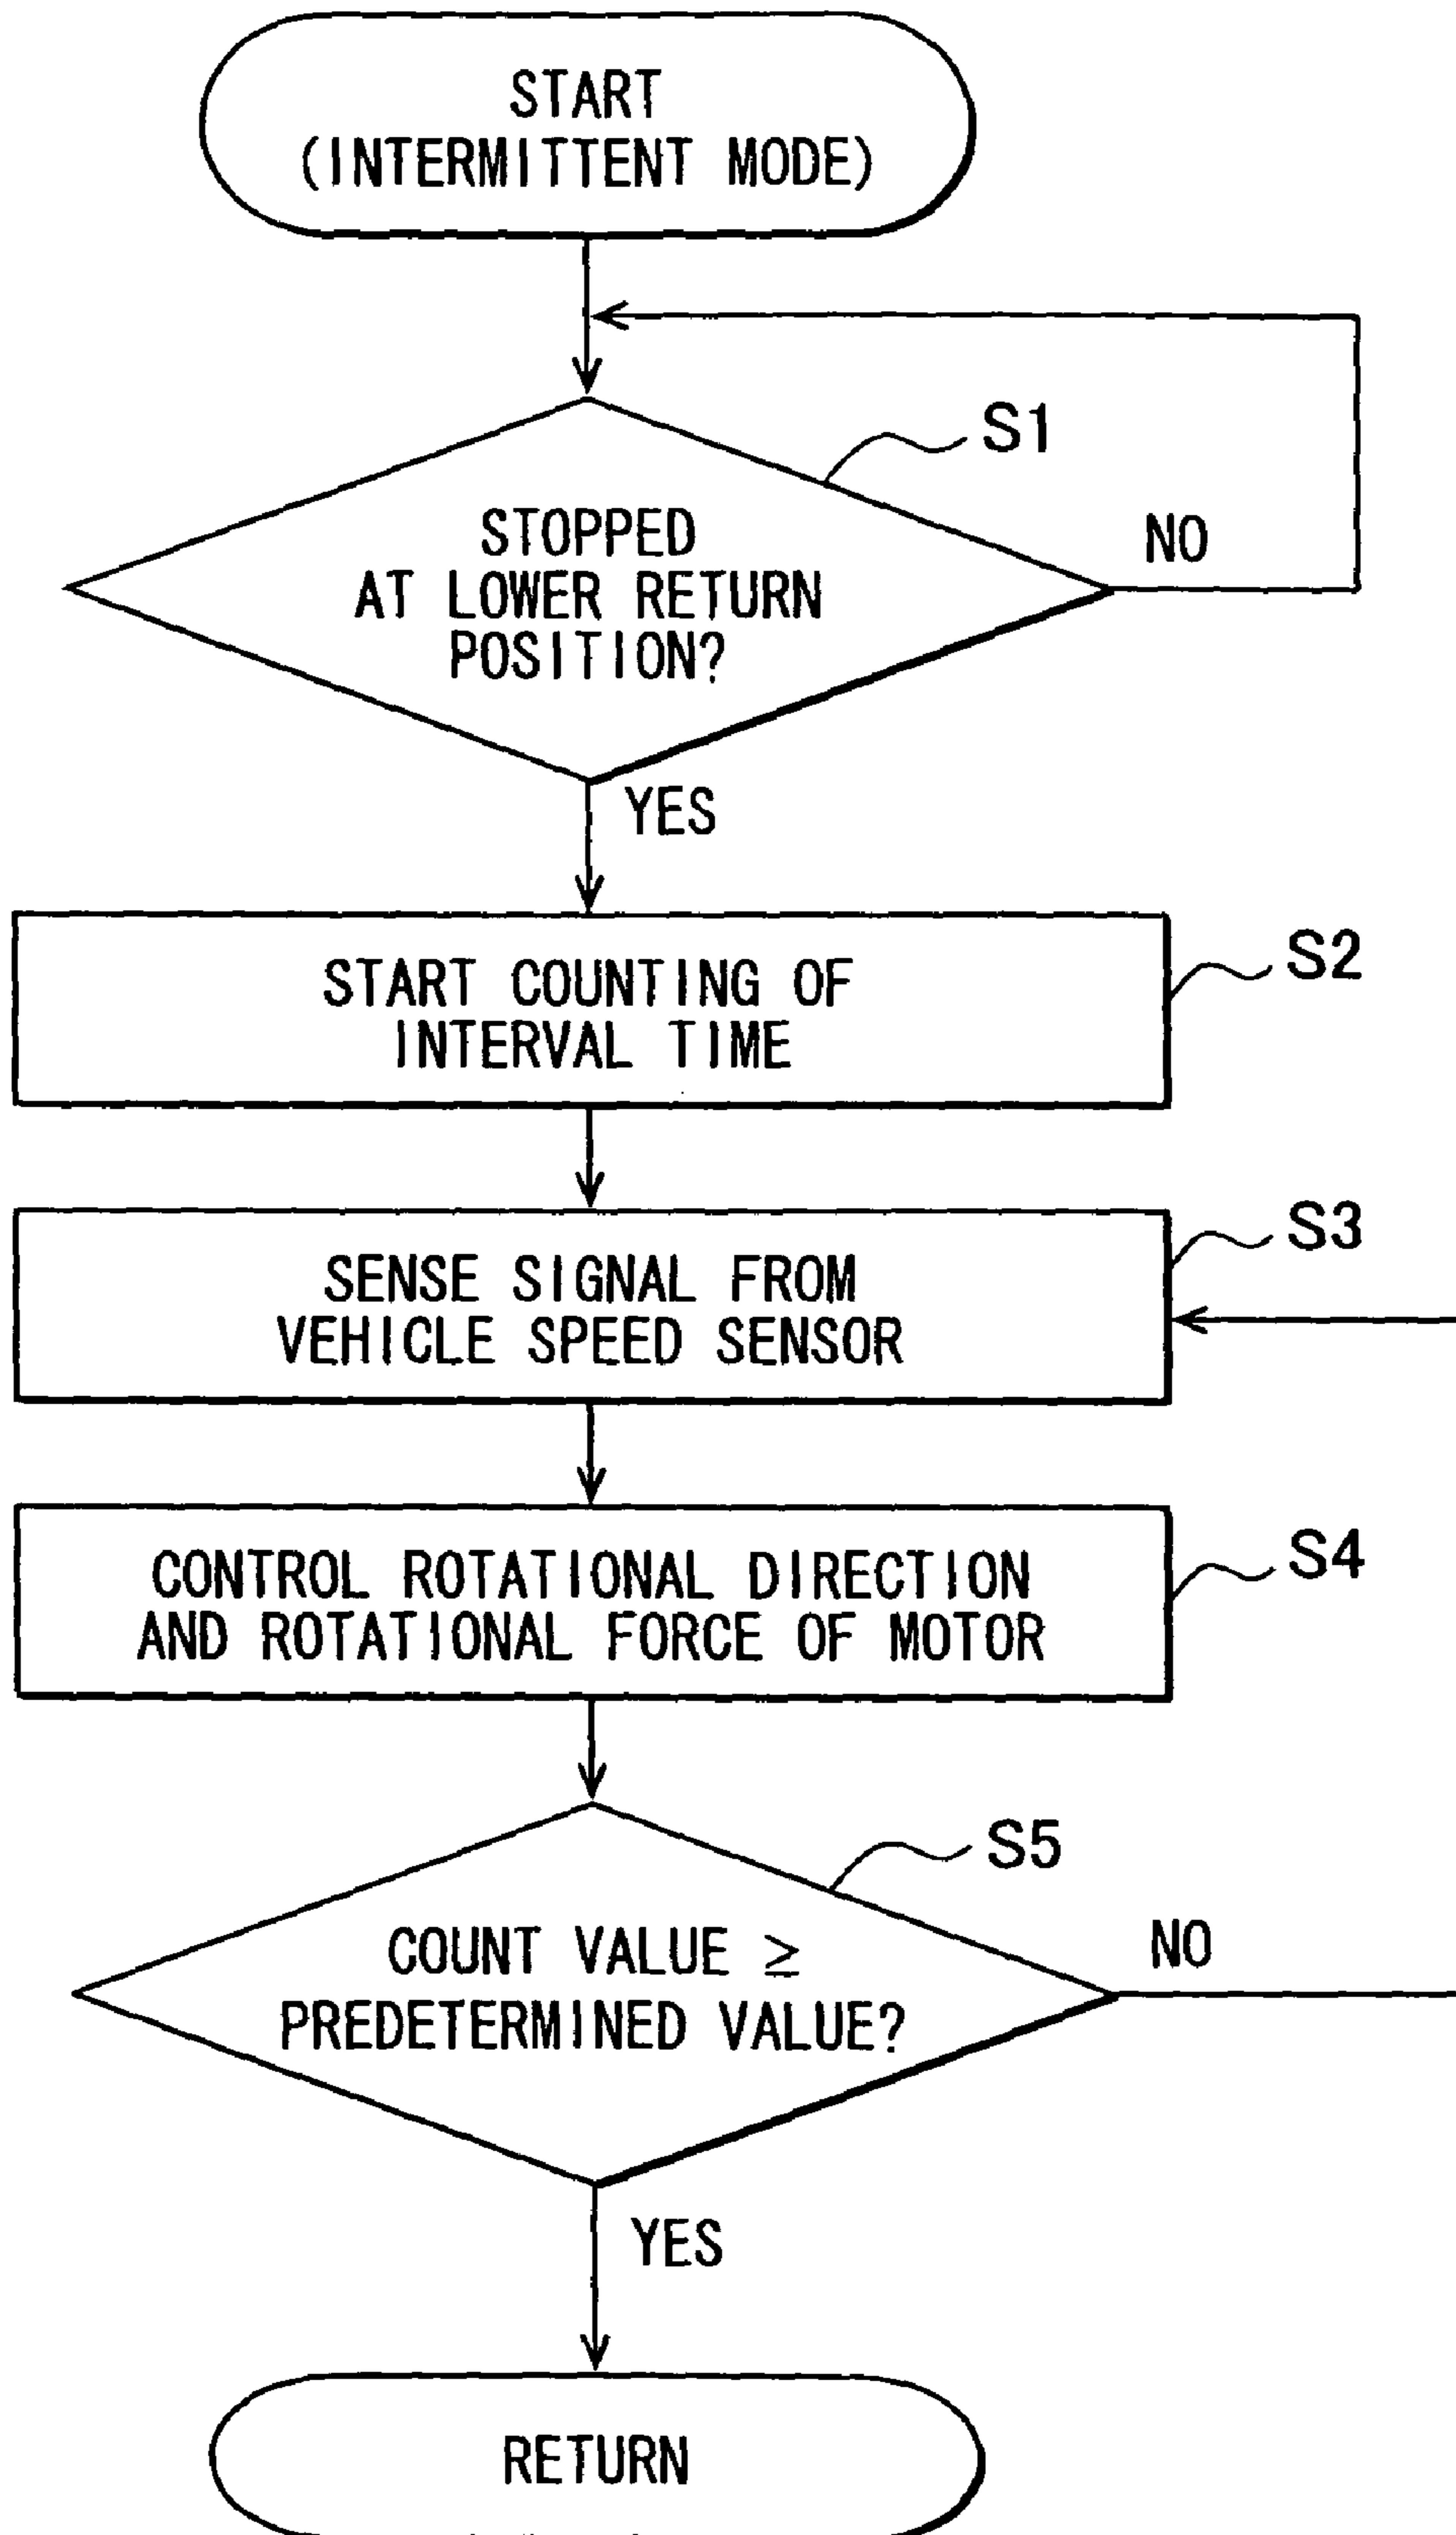 START
(INTERMITTENT MODE)
S1
STOPPED
AT LOWER RETURN
POSITION?
NO
YES
START COUNTING OF
INTERVAL TIME
S2
SENSE SIGNAL FROM
VEHICLE SPEED SENSOR
S3
CONTROL ROTATIONAL DIRECTION
AND ROTATIONAL FORCE OF MOTOR
S4
S5
COUNT VALUE ≥
PREDETERMINED VALUE?
NO
YES
RETURN